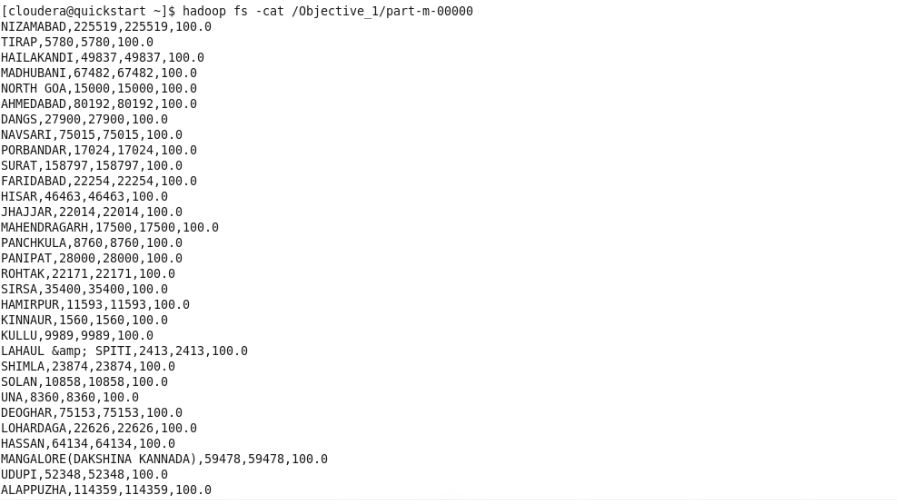 [cloudera@quickstart ~]$ hadoop fs -cat /Objective_1/part-m-00000
NIZAMABAD,225519,225519,100.0
TIRAP,5780,5780,100.0
HAILAKANDI,49837,49837,100.0
MADHUBANI,67482,67482,100.0
NORTH GOA,15000,15000,100.0
AHMEDABAD,80192,80192,100.0
DANGS,27900,27900,100.0
NAVSARI,75015,75015,100.0
PORBANDAR,17024,17024,100.0
SURAT,158797,158797,100.0
FARIDABAD,22254,22254,100.0
HISAR,46463,46463,100.0
JHAJJAR,22014,22014,100.0
MAHENDRAGARH,17500,17500,100.0
PANCHKULA,8760,8760,100.0
PANIPAT,28000,28000,100.0
ROHTAK,22171,22171,100.0
SIRSA,35400,35400,100.0
HAMIRPUR,11593,11593,100.0
KINNAUR,1560,1560,100.0
KULLU,9989,9989,100.0
LAHAUL &amp; SPITI,2413,2413,100.0
SHIMLA,23874,23874,100.0
SOLAN,10858,10858,100.0
UNA,8360,8360,100.0
DEOGHAR,75153,75153,100.0
LOHARDAGA,22626,22626,100.0
HASSAN,64134,64134,100.0
MANGALORE(DAKSHINA KANNADA),59478,59478,100.0
UDUPI,52348,52348,100.0
ALAPPUZHA,114359,114359,100.0